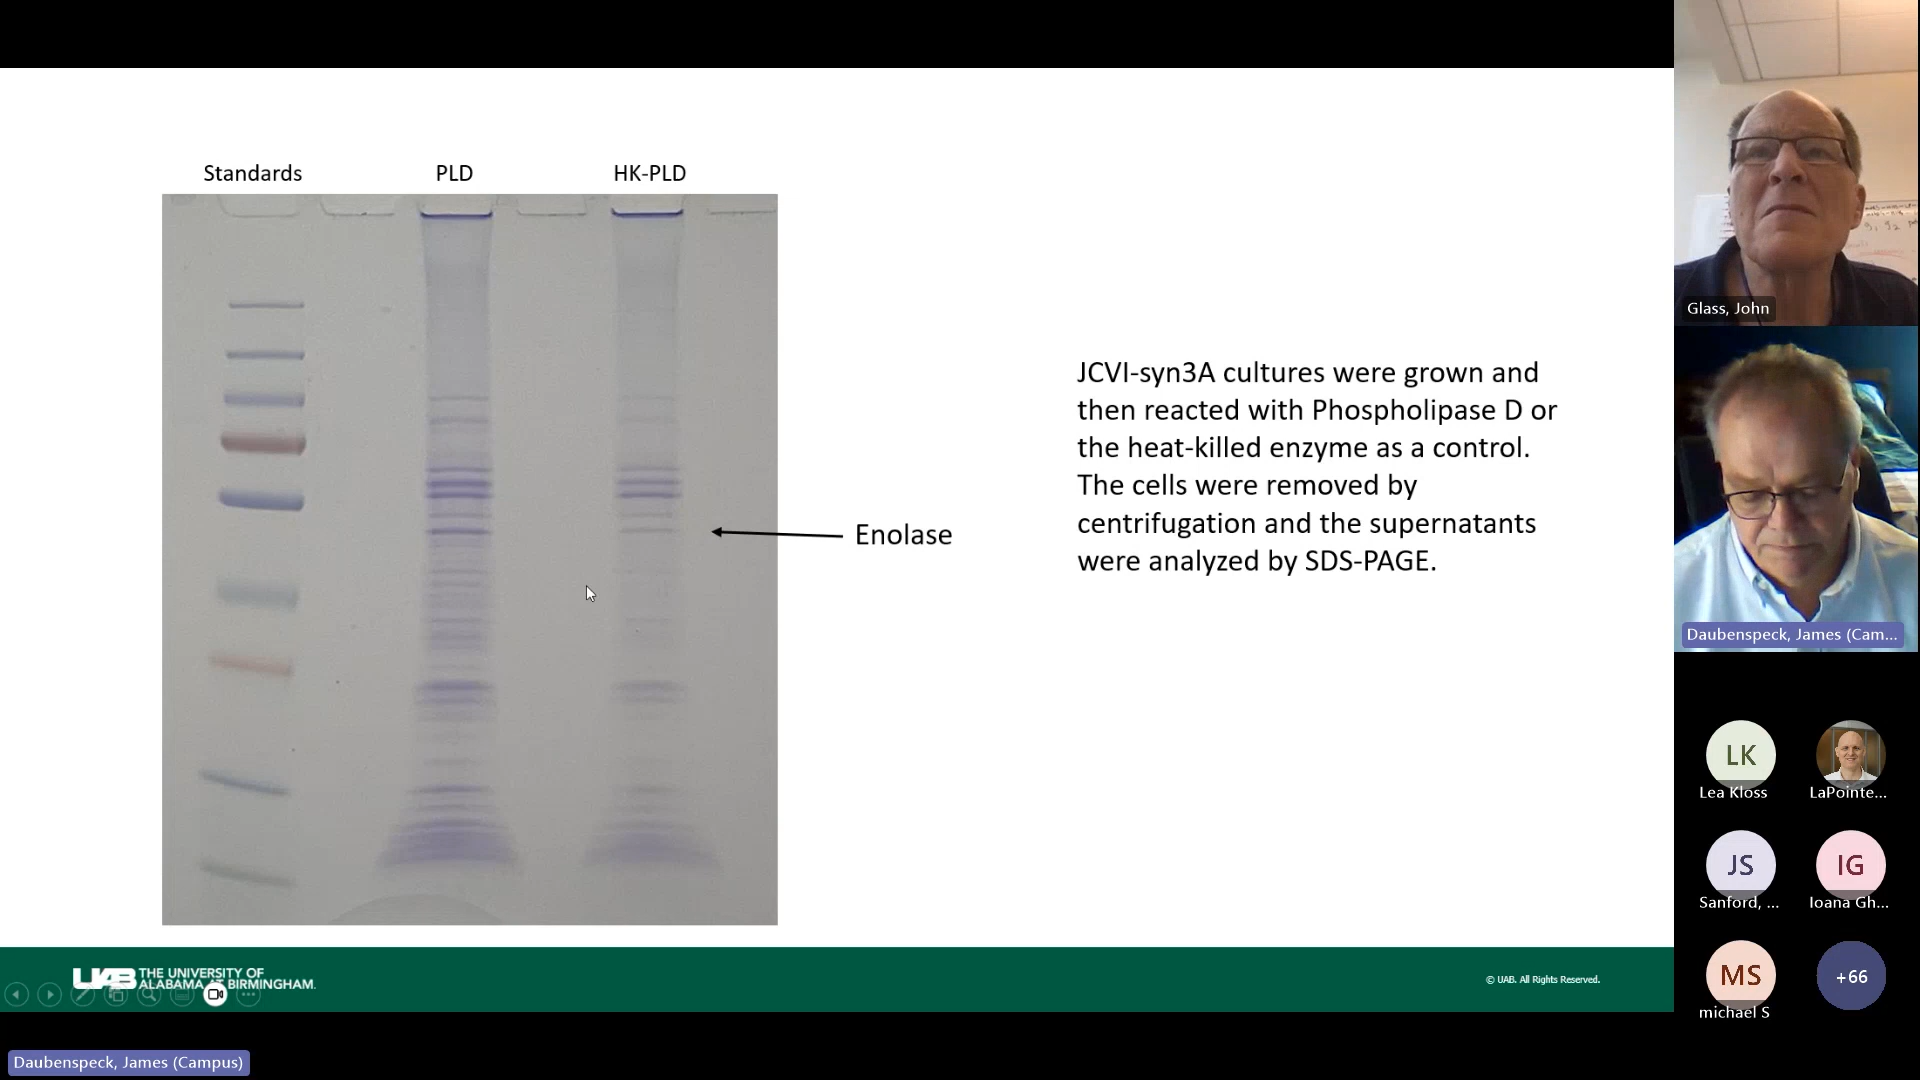 Standards PLD HK-PLD
Enolase
JCVI-syn3A cultures were grown and
then reacted with Phospholipase D or
the heat-killed enzyme as a control.
The cells were removed by
centrifugation and the supernatants
were analyzed by SDS-PAGE.
UAB THE UNIVERSITY OF
ALABAMA AT BIRMINGHAM.
© UAB. All Rights Reserved.
Daubenspeck, James (Campus)
Glass, John
Daubenspeck, James (Cam...
LK
Lea Kloss
LaPointe...
JS
Sanford, ...
IG
Ioana Gh...
MS
michael S
+66